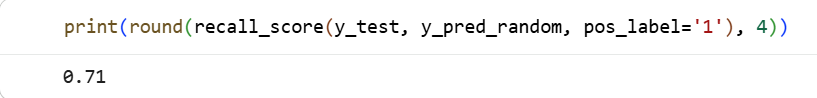 print(round(recall_score(y_test, y_pred_random, pos_label='1'), 4))
0.71